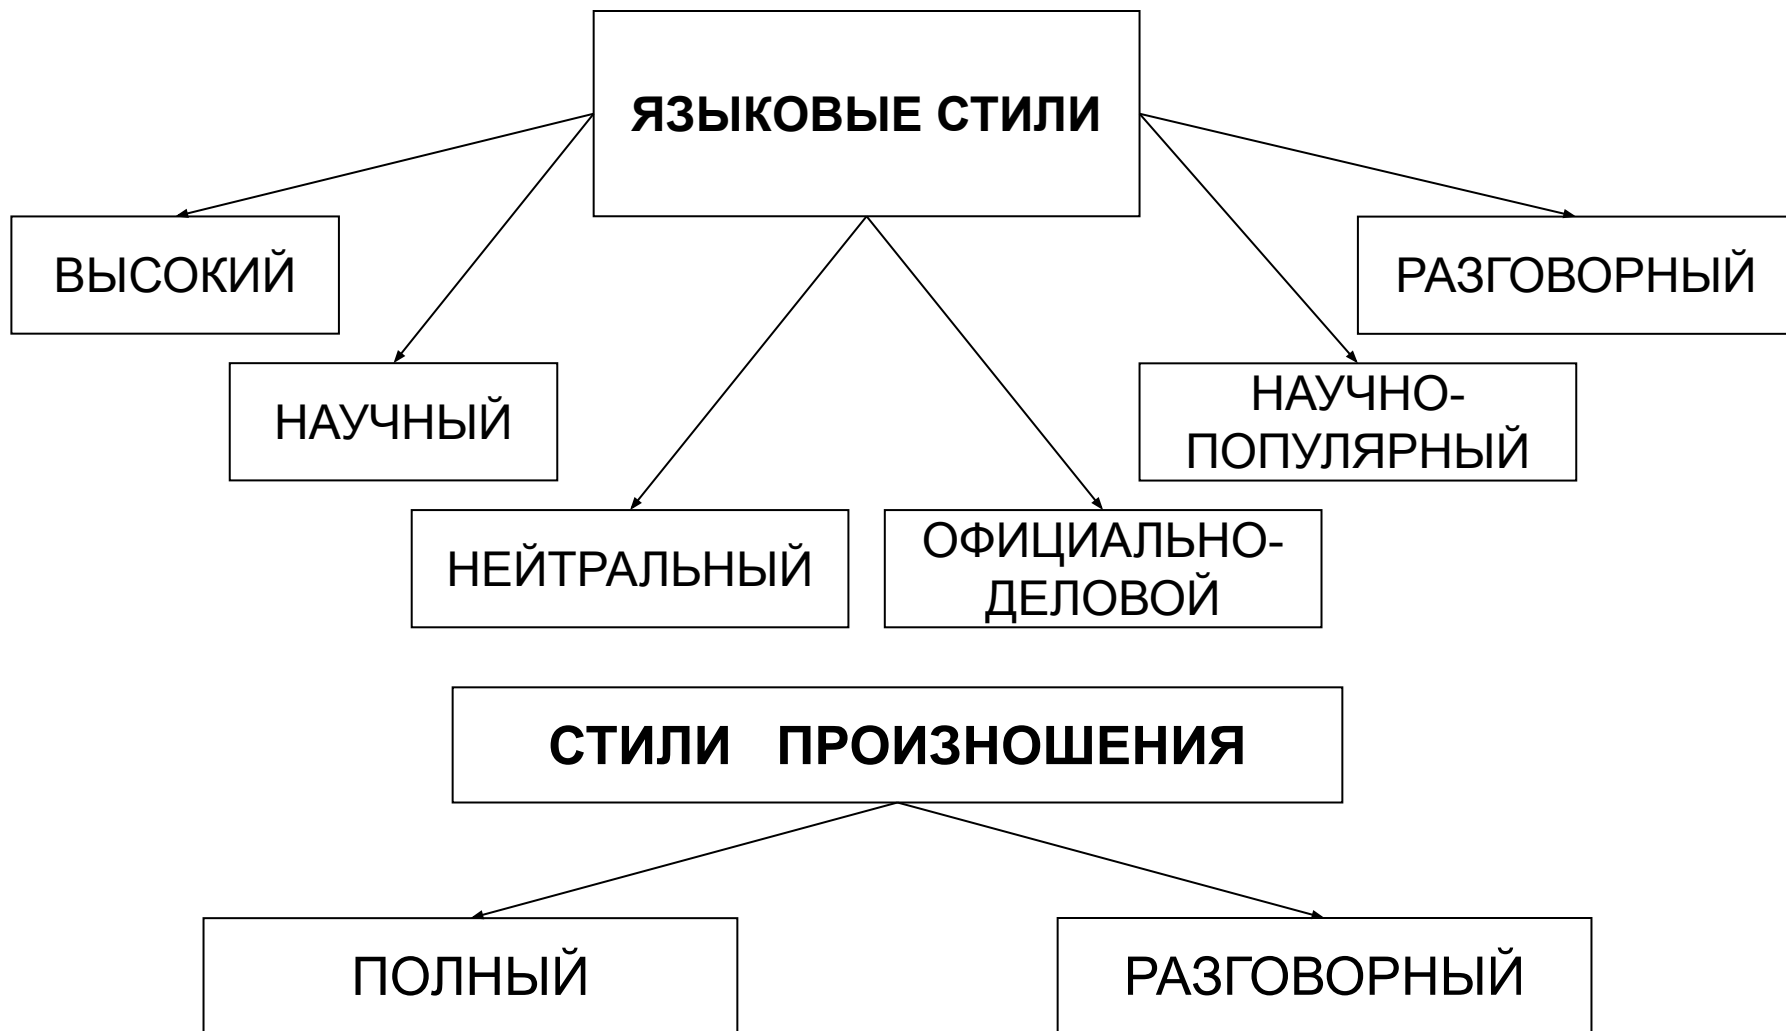 ЯЗЫКОВЫЕ СТИЛИ
ВЫСОКИЙ
РАЗГОВОРНЫЙ
НАУЧНЫЙ
НАУЧНО-
ПОПУЛЯРНЫЙ
НЕЙТРАЛЬНЫЙ
ОФИЦИАЛЬНО-
ДЕЛОВОЙ
СТИЛИ ПРОИЗНОШЕНИЯ
ПОЛНЫЙ
РАЗГОВОРНЫЙ